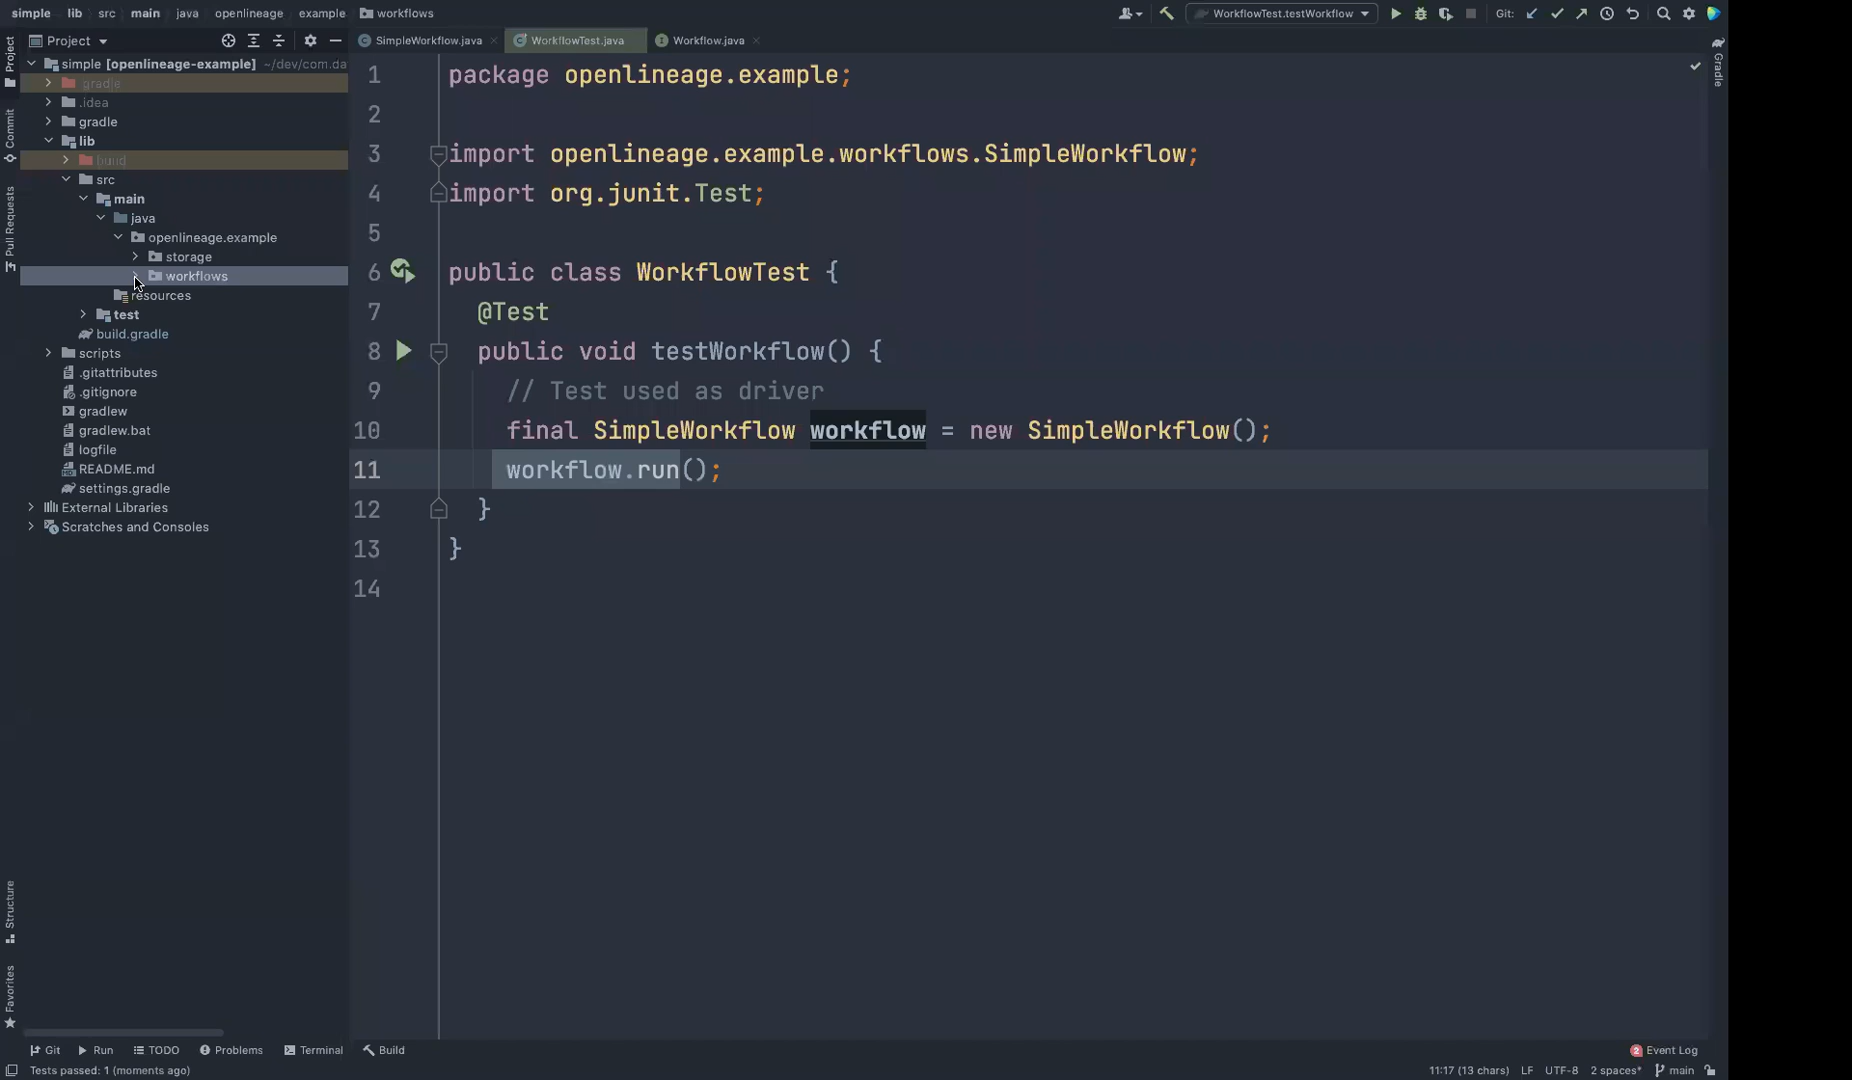 simple lib src main java openlineage example workflows
WorkflowTest.testWorkflow
Git:
Project
SimpleWorkflow.java
WorkflowTest.java
Workflow.java
simple [openlineage-example] ~/dev/com.da
.gradle
.idea
gradle
lib
build
src
main
java
openlineage.example
storage
workflows
resources
test
build.gradle
scripts
.gitattributes
.gitignore
gradlew
gradlew.bat
logfile
README.md
settings.gradle
External Libraries
Scratches and Consoles
Project
Commit
Pull Requests
Structure
Favorites
1 package openlineage.example;
2
3 import openlineage.example.workflows.SimpleWorkflow;
4 import org.junit.Test;
5
6 public class WorkflowTest {
7 @Test
8 public void testWorkflow() {
9 // Test used as driver
10 final SimpleWorkflow workflow = new SimpleWorkflow();
11 workflow.run();
12 }
13 }
14
Gradle
Git Run TODO Problems Terminal Build
2 Event Log
Tests passed: 1 (moments ago)
11:17 (13 chars) LF UTF-8 2 spaces* main